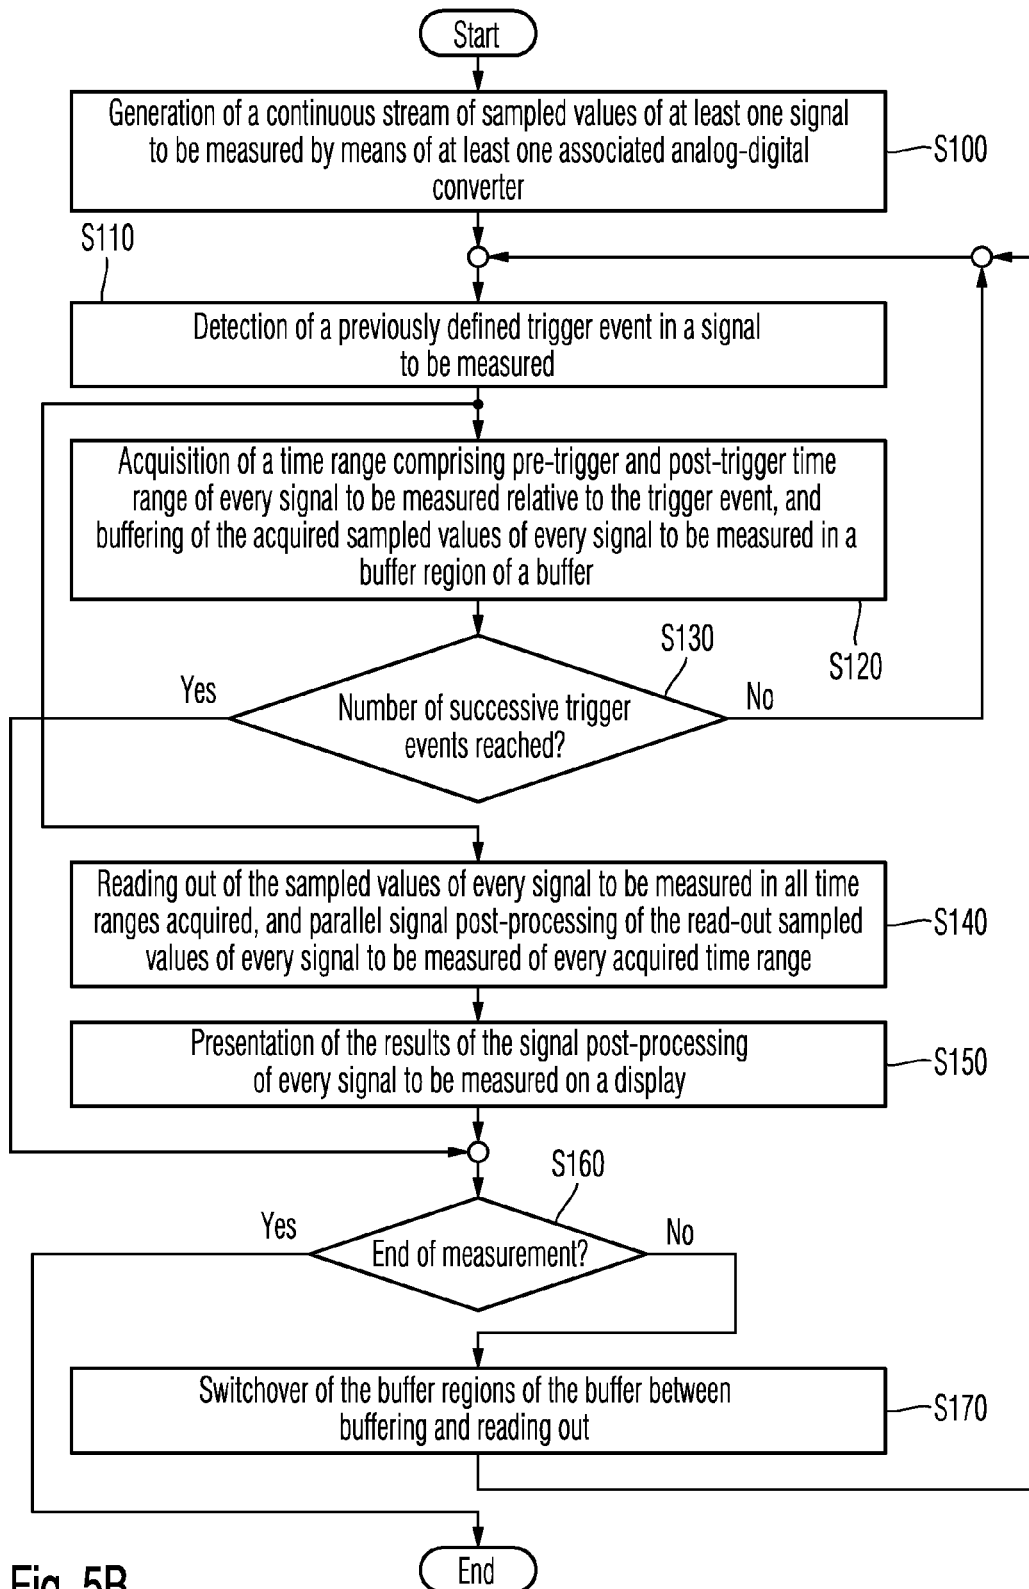 Start
Generation of a continuous stream of sampled values of at least one signal
to be measured by means of at least one associated analog-digital
converter
S100
S110
Detection of a previously defined trigger event in a signal
to be measured
Acquisition of a time range comprising pre-trigger and post-trigger time
range of every signal to be measured relative to the trigger event, and
buffering of the acquired sampled values of every signal to be measured in a
buffer region of a buffer
S120
S130
Yes
No
Number of successive trigger
events reached?
Reading out of the sampled values of every signal to be measured in all time
ranges acquired, and parallel signal post-processing of the read-out sampled
values of every signal to be measured of every acquired time range
S140
Presentation of the results of the signal post-processing
of every signal to be measured on a display
S150
S160
Yes
No
End of measurement?
Switchover of the buffer regions of the buffer between
buffering and reading out
S170
End
Fig. 5B